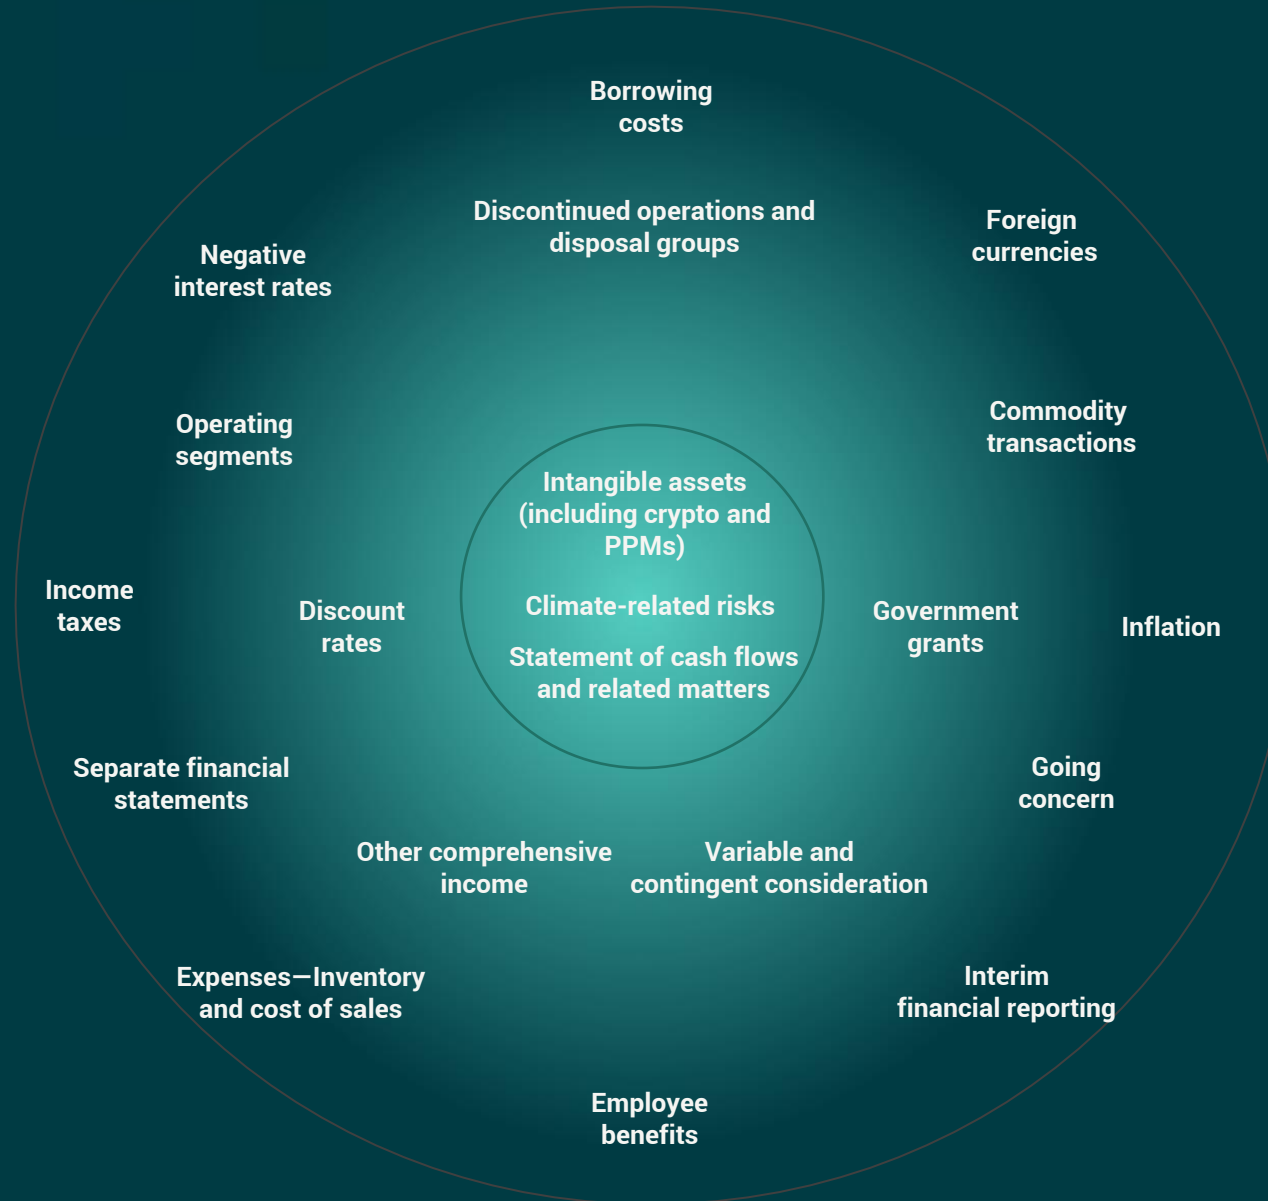 Borrowing
costs
Discontinued operations and
disposal groups
Foreign
currencies
Negative
interest rates
Operating
segments
Commodity
transactions
Intangible assets
(including crypto and
PPMs)
Climate-related risks
Statement of cash flows
and related matters
Income
taxes
Discount
rates
Government
grants
Inflation
Separate financial
statements
Going
concern
Other comprehensive
income
Variable and
contingent consideration
Expenses—Inventory
and cost of sales
Interim
financial reporting
Employee
benefits